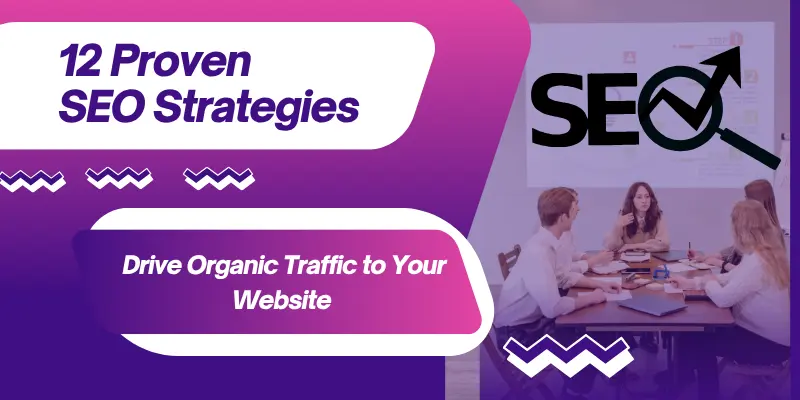 12 Proven
SEO Strategies
SEO
Drive Organic Traffic to Your
Website